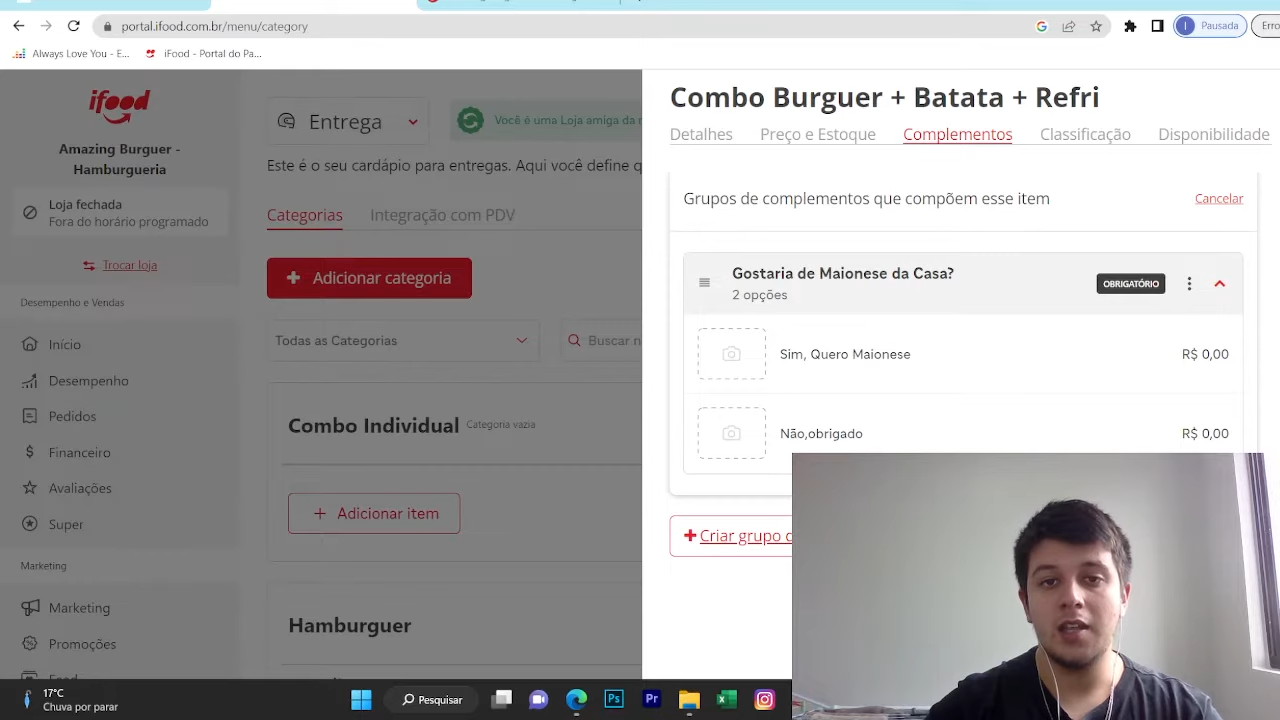 portal.ifood.com.br/menu/category
Pausada
Erro
Always Love You - E...
iFood - Portal do Pa...
ifood
Amazing Burguer -
Hamburgueria
Loja fechada
Fora do horário programado
Trocar loja
Desempenho e Vendas
Início
Desempenho
Pedidos
Financeiro
Avaliações
Super
Marketing
Marketing
Promoções
Entrega
Você é uma Loja amiga da
Este é o seu cardápio para entregas. Aqui você define q
Categorias
Integração com PDV
Adicionar categoria
Todas as Categorias
Buscar
Combo Individual
Categoria vazia
Adicionar item
Hamburguer
Combo Burguer + Batata + Refri
Detalhes
Preço e Estoque
Complementos
Classificação
Disponibilidade
Grupos de complementos que compõem esse item
Cancelar
Gostaria de Maionese da Casa?
2 opções
OBRIGATÓRIO
Sim, Quero Maionese
R$ 0,00
Não,obrigado
R$ 0,00
Criar grupo
17°C
Chuva por parar
Pesquisar
Ps
Pr